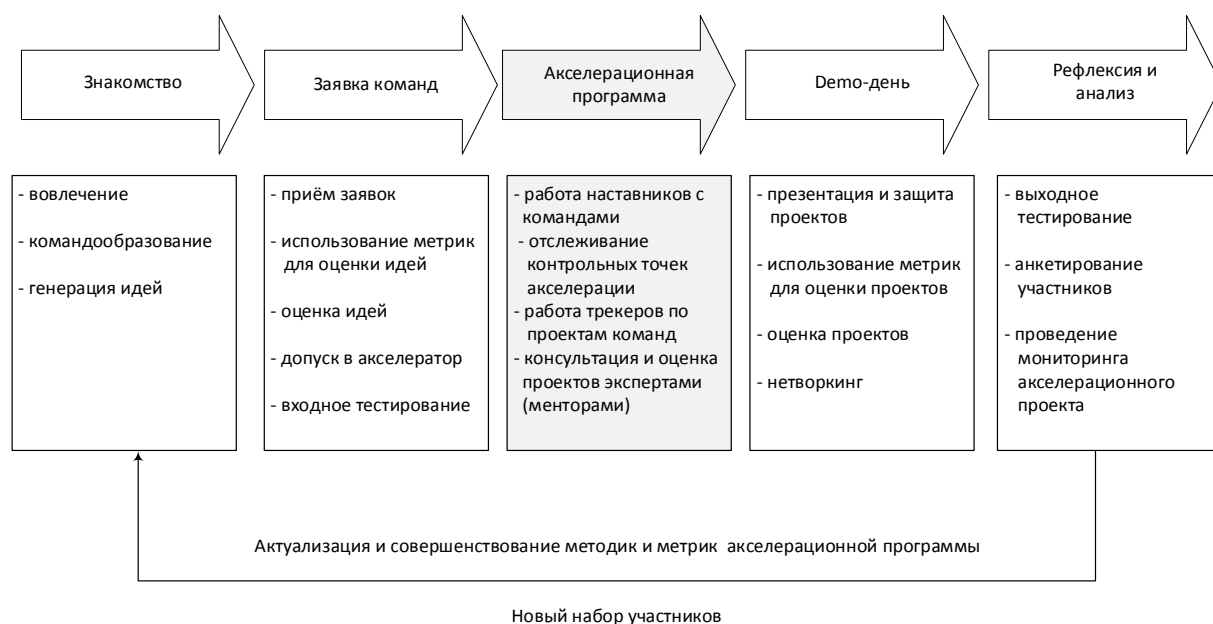 Знакомство
Заявка команд
Акселерационная
программа
Demo-день
Рефлексия и
анализ
- вовлечение
- командообразование
- генерация идей
- приём заявок
- использование метрик
для оценки идей
- оценка идей
- допуск в акселератор
- входное тестирование
- работа наставников с
командами
- отслеживание
контрольных точек
акселерации
- работа трекеров по
проектам команд
- консультация и оценка
проектов экспертами
(менторами)
- презентация и защита
проектов
- использование метрик
для оценки проектов
- оценка проектов
- нетворкинг
- выходное
тестирование
- анкетирование
участников
- проведение
мониторинга
акселерационного
проекта
Актуализация и совершенствование методик и метрик акселерационной программы
Новый набор участников